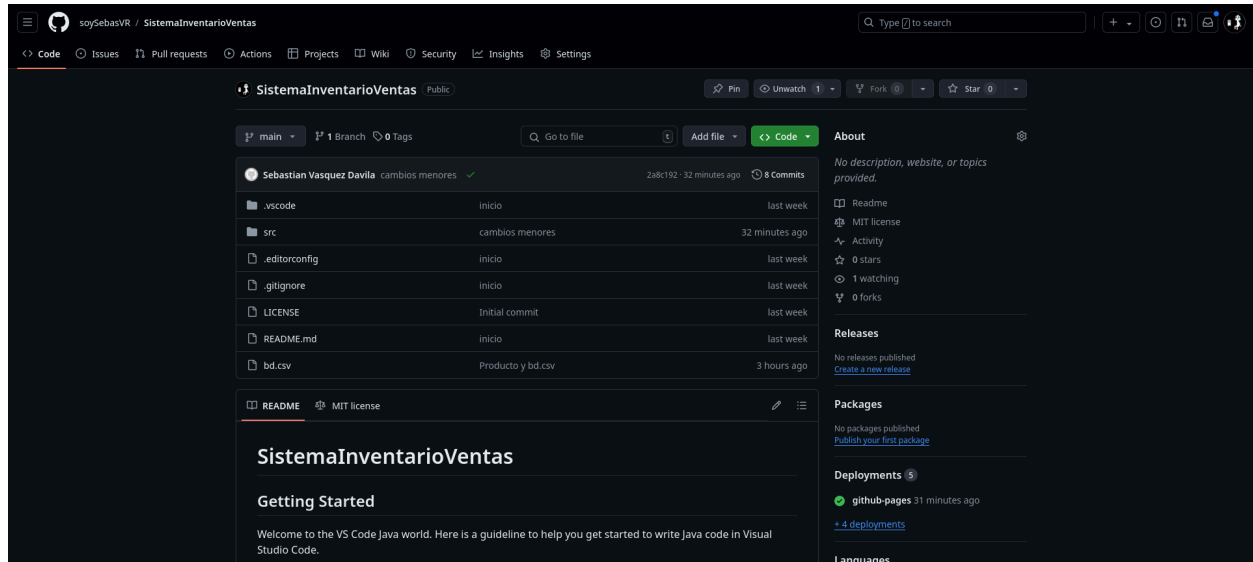 soySebasVR / SistemaInventarioVentas
Type / to search
Code Issues Pull requests Actions Projects Wiki Security Insights Settings
SistemaInventarioVentas Public
Pin Unwatch 1 Fork 0 Star 0
main 1 Branch 0 Tags Go to file t Add file Code
Sebastian Vasquez Davila cambios menores 2a8c192 · 32 minutes ago 8 Commits
.vscode inicio last week
src cambios menores 32 minutes ago
.editorconfig inicio last week
.gitignore inicio last week
LICENSE Initial commit last week
README.md inicio last week
bd.csv Producto y bd.csv 3 hours ago
README MIT license
SistemaInventarioVentas
Getting Started
Welcome to the VS Code Java world. Here is a guideline to help you get started to write Java code in Visual
Studio Code.
About
No description, website, or topics
provided.
Readme
MIT license
Activity
0 stars
1 watching
0 forks
Releases
No releases published
Create a new release
Packages
No packages published
Publish your first package
Deployments 5
github-pages 31 minutes ago
+ 4 deployments
Languages